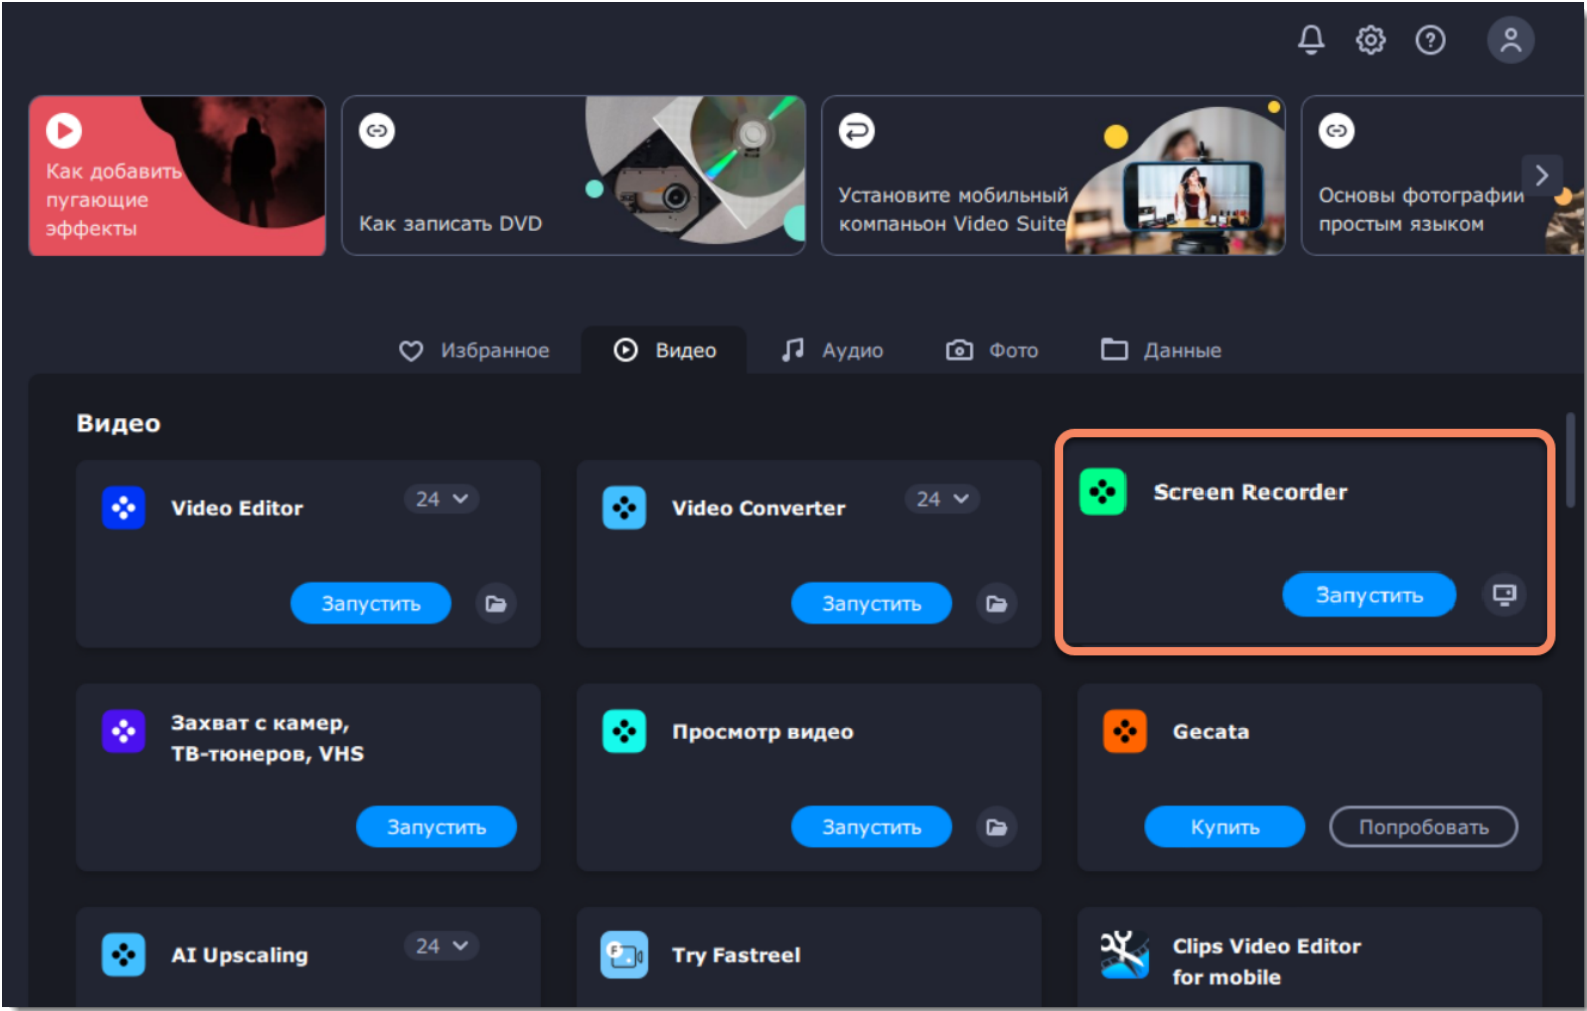 Как добавить
пугающие
эффекты
Как записать DVD
Установите мобильный
компаньон Video Suite
Основы фотографии
простым языком
Избранное
Видео
Аудио
Фото
Данные
Видео
Video Editor
24
Запустить
Video Converter
24
Запустить
Screen Recorder
Запустить
Захват с камер,
ТВ-тюнеров, VHS
Запустить
Просмотр видео
Запустить
Gecata
Купить
Попробовать
AI Upscaling
24
F
Try Fastreel
Clips Video Editor
for mobile